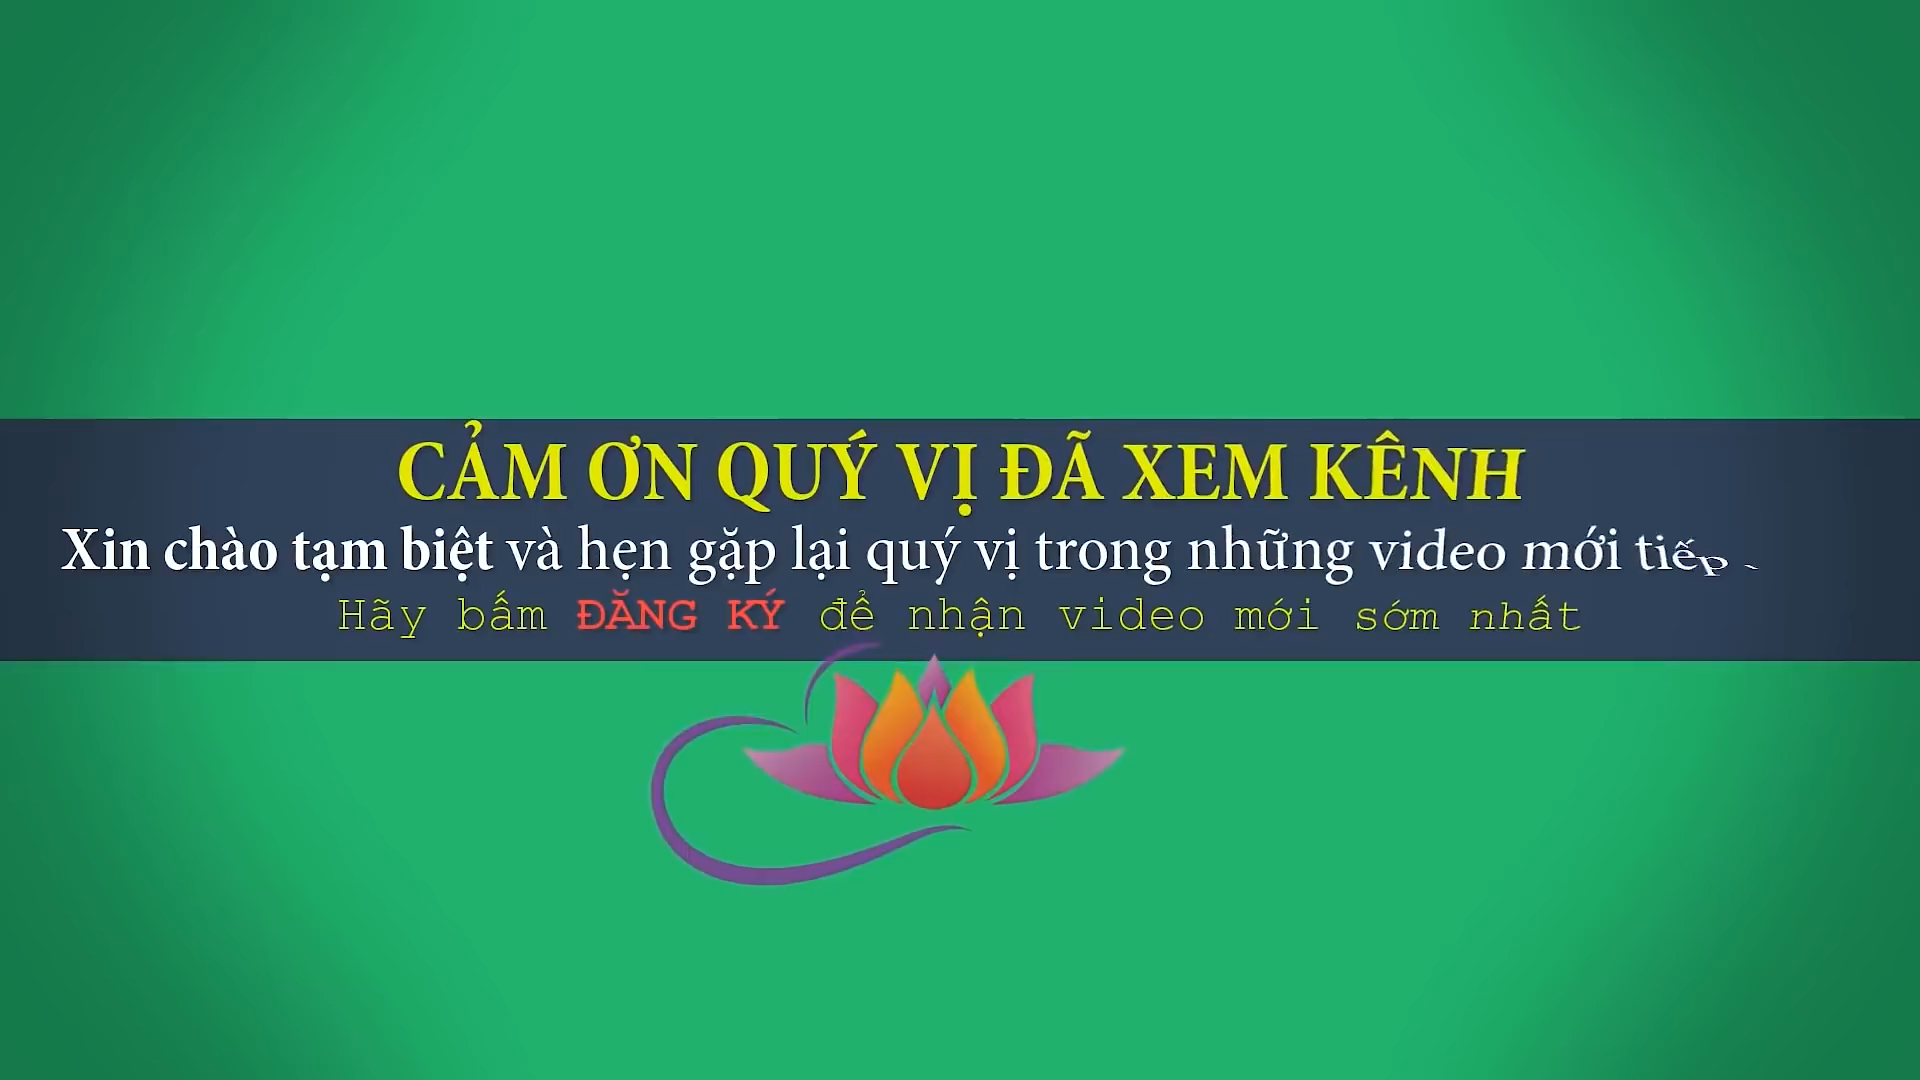 CẢM ƠN QUÝ VỊ ĐÃ XEM KÊNH
Xin chào tạm biệt và hẹn gặp lại quý vị trong những video mới tiếp
Hãy bấm ĐĂNG KÝ để nhận video mới sớm nhất